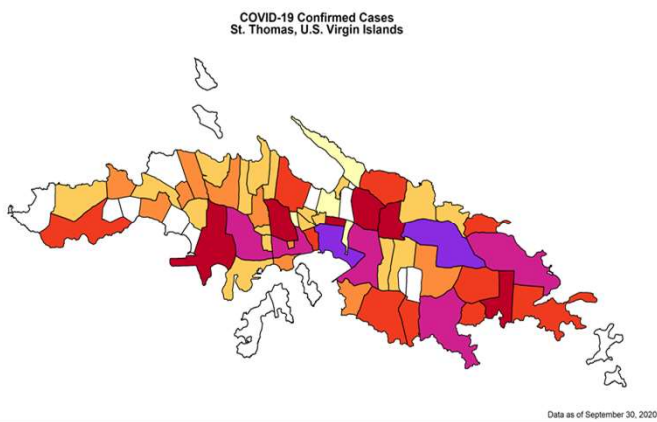 COVID-19 Confirmed Cases
St. Thomas, U.S. Virgin Islands
Data as of September 30, 2020